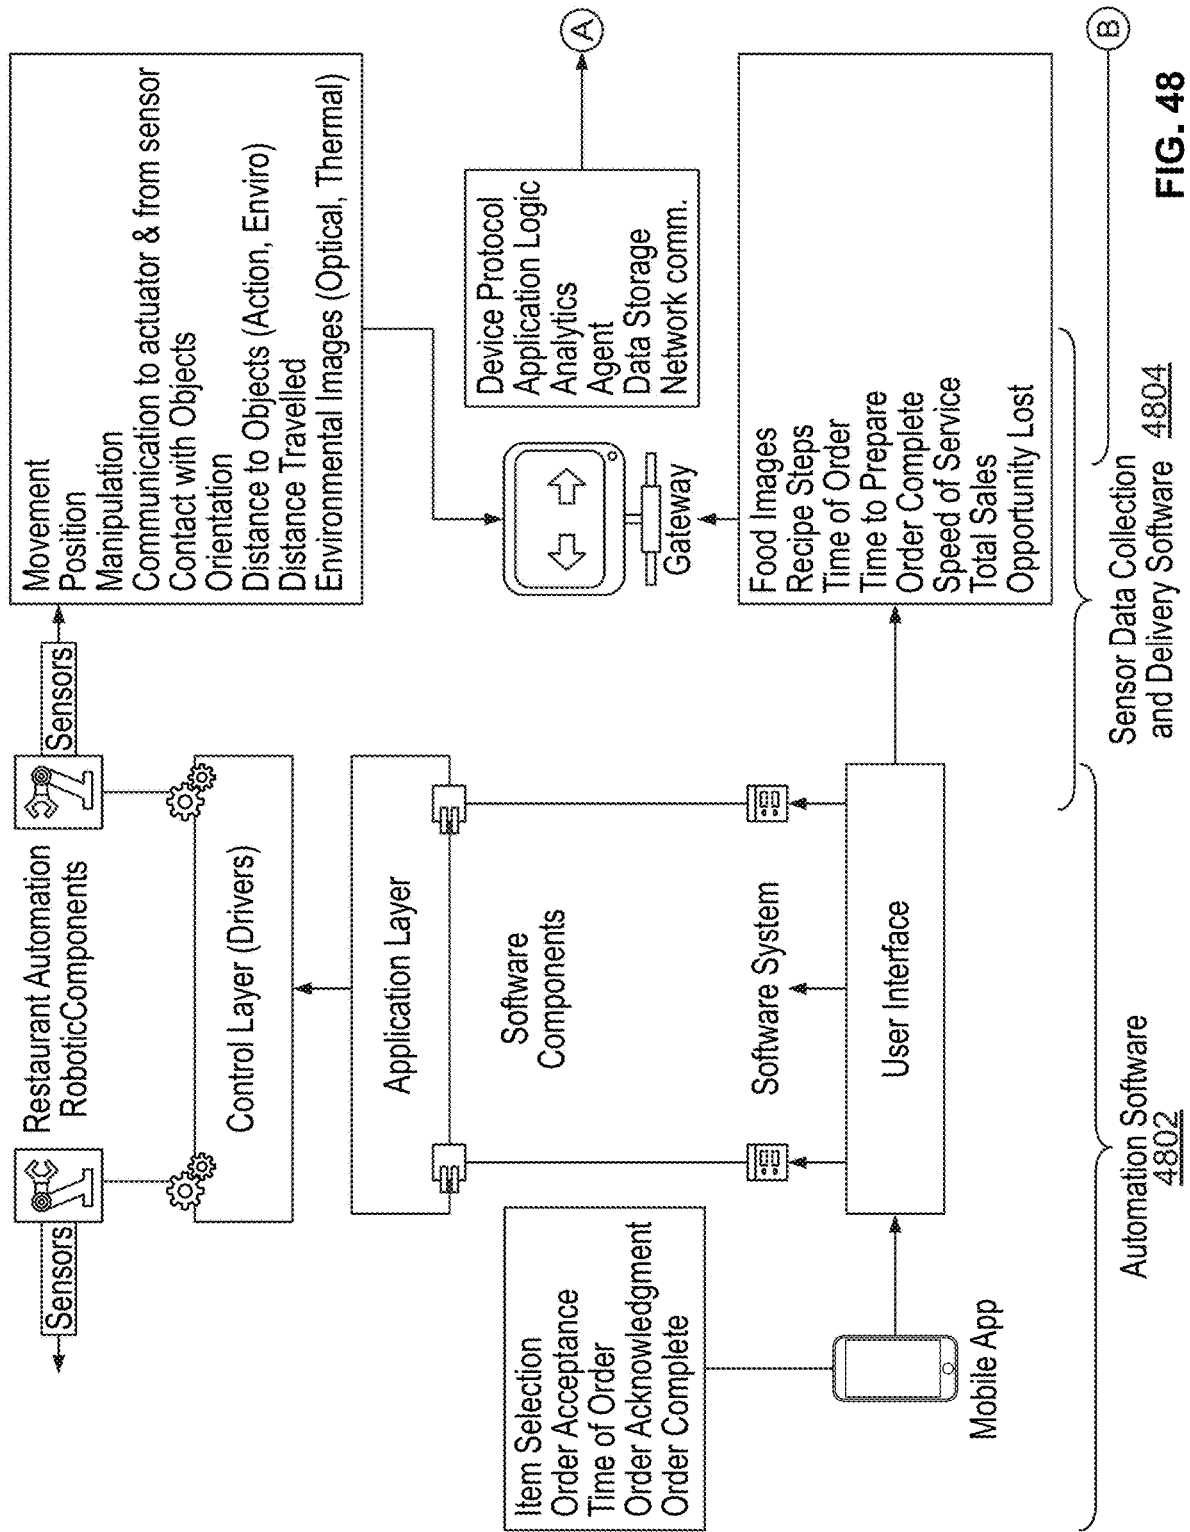 Sensors
Restaurant Automation
RoboticComponents
Sensors
Movement
Position
Manipulation
Communication to actuator & from sensor
Contact with Objects
Orientation
Distance to Objects (Action, Enviro)
Distance Travelled
Environmental Images (Optical, Thermal)
Control Layer (Drivers)
Application Layer
Software
Components
Software System
User Interface
Item Selection
Order Acceptance
Time of Order
Order Acknowledgment
Order Complete
Mobile App
Gateway
Device Protocol
Application Logic
Analytics
Agent
Data Storage
Network comm.
A
Food Images
Recipe Steps
Time of Order
Time to Prepare
Order Complete
Speed of Service
Total Sales
Opportunity Lost
B
Automation Software
4802
Sensor Data Collection
and Delivery Software 4804
FIG. 48